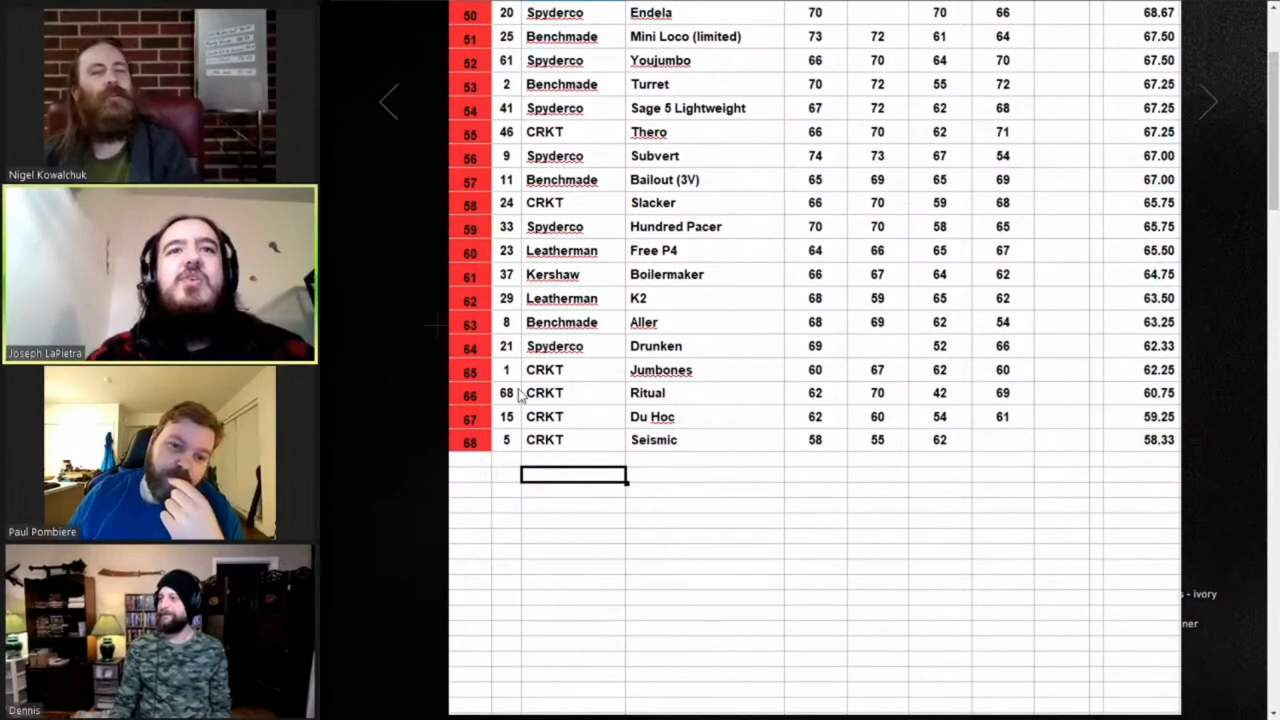 Nigel Kowalchuk
Joseph LaPietra
Paul Pombiere
Dennis
50 20 Spyderco Endela 70 70 66 68.67
51 25 Benchmade Mini Loco (limited) 73 72 61 64 67.50
52 61 Spyderco Youjumbo 66 70 64 70 67.50
53 2 Benchmade Turret 70 72 55 72 67.25
54 41 Spyderco Sage 5 Lightweight 67 72 62 68 67.25
55 46 CRKT Thero 66 70 62 71 67.25
56 9 Spyderco Subvert 74 73 67 54 67.00
57 11 Benchmade Bailout (3V) 65 69 65 69 67.00
58 24 CRKT Slacker 66 70 59 68 65.75
59 33 Spyderco Hundred Pacer 70 70 58 65 65.75
60 23 Leatherman Free P4 64 66 65 67 65.50
61 37 Kershaw Boilermaker 66 67 64 62 64.75
62 29 Leatherman K2 68 59 65 62 63.50
63 8 Benchmade Aller 68 69 62 54 63.25
64 21 Spyderco Drunken 69 52 66 62.33
65 1 CRKT Jumbones 60 67 62 60 62.25
66 68 CRKT Ritual 62 70 42 69 60.75
67 15 CRKT Du Hoc 62 60 54 61 59.25
68 5 CRKT Seismic 58 55 62 58.33
s - ivory
ner